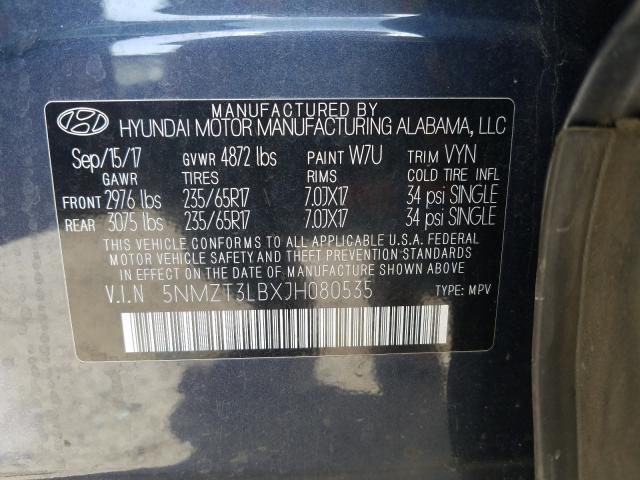 MANUFACTURED BY
HYUNDAI MOTOR MANUFACTURING ALABAMA, LLC
Sep/15/17 GVWR 4872 lbs PAINT W7U TRIM VYN
GAWR TIRES RIMS COLD TIRE INFL
FRONT 2976 lbs 235/65R17 7.0JX17 34 psi SINGLE
REAR 3075 lbs 235/65R17 7.0JX17 34 psi SINGLE
THIS VEHICLE CONFORMS TO ALL APPLICABLE U.S.A. FEDERAL
MOTOR VEHICLE SAFETY AND THEFT PREVENTION STANDARDS
IN EFFECT ON THE DATE OF MANUFACTURE SHOWN ABOVE.
V.I.N 5NMZT3LBXJH080535 TYPE: MPV